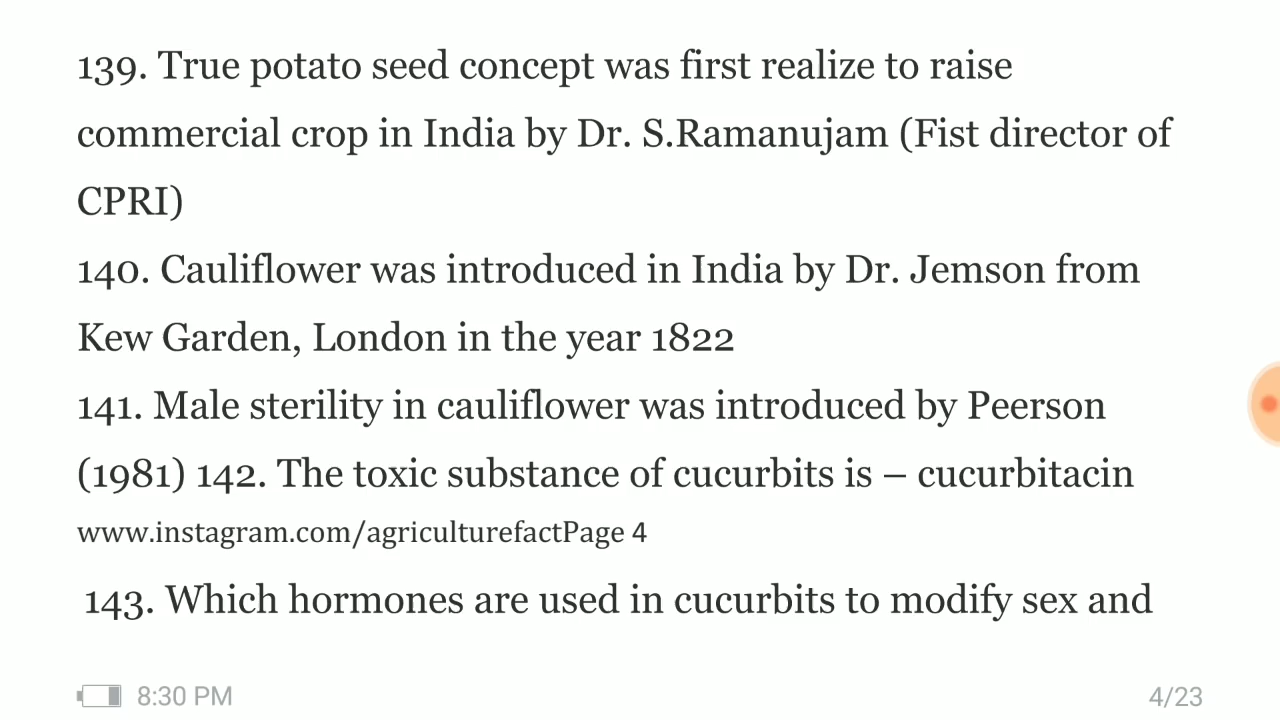 139. True potato seed concept was first realize to raise
commercial crop in India by Dr. S.Ramanujam (Fist director of
CPRI)
140. Cauliflower was introduced in India by Dr. Jemson from
Kew Garden, London in the year 1822
141. Male sterility in cauliflower was introduced by Peerson
(1981) 142. The toxic substance of cucurbits is – cucurbitacin
www.instagram.com/agriculturefactPage 4
143. Which hormones are used in cucurbits to modify sex and
8:30 PM 4/23